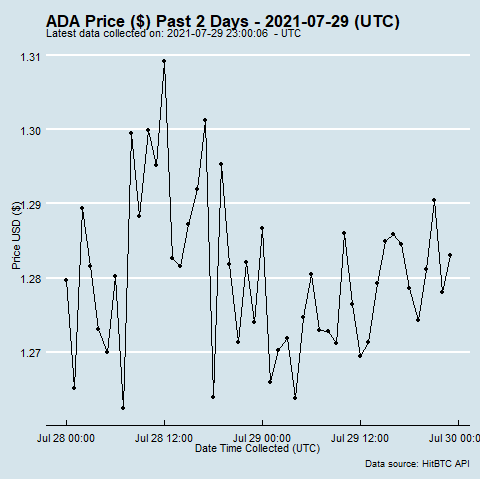 ADA Price ($) Past 2 Days - 2021-07-29 (UTC)
Latest data collected on: 2021-07-29 23:00:06 - UTC
1.31
1.30
1.29
1.28
1.27
Price USD ($)
Jul 28 00:00 Jul 28 12:00 Jul 29 00:00 Jul 29 12:00 Jul 30 00:0
Date Time Collected (UTC)
Data source: HitBTC API